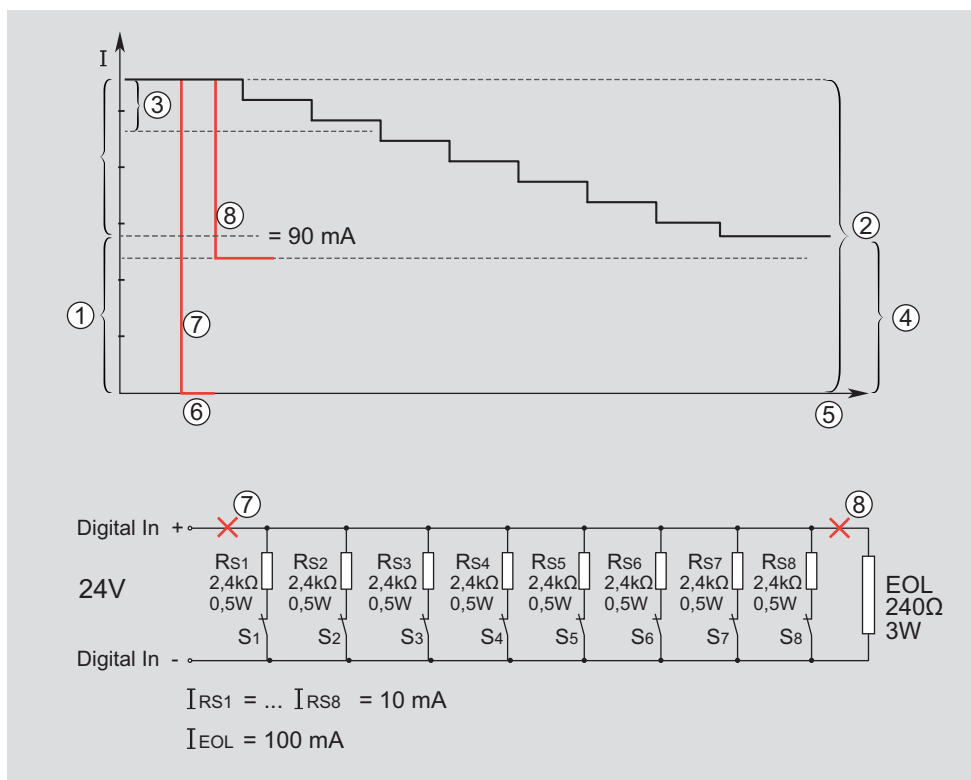 I
③
⑧
= 90 mA
②
①
⑦
④
⑥
⑤
⑦
⑧
Digital In +
RS1 RS2 RS3 RS4 RS5 RS6 RS7 RS8
2,4kΩ 2,4kΩ 2,4kΩ 2,4kΩ 2,4kΩ 2,4kΩ 2,4kΩ 2,4kΩ
0,5W 0,5W 0,5W 0,5W 0,5W 0,5W 0,5W 0,5W
24V
EOL
240Ω
3W
S1 S2 S3 S4 S5 S6 S7 S8
Digital In -
IRS1 = ... IRS8 = 10 mA
IEOL = 100 mA